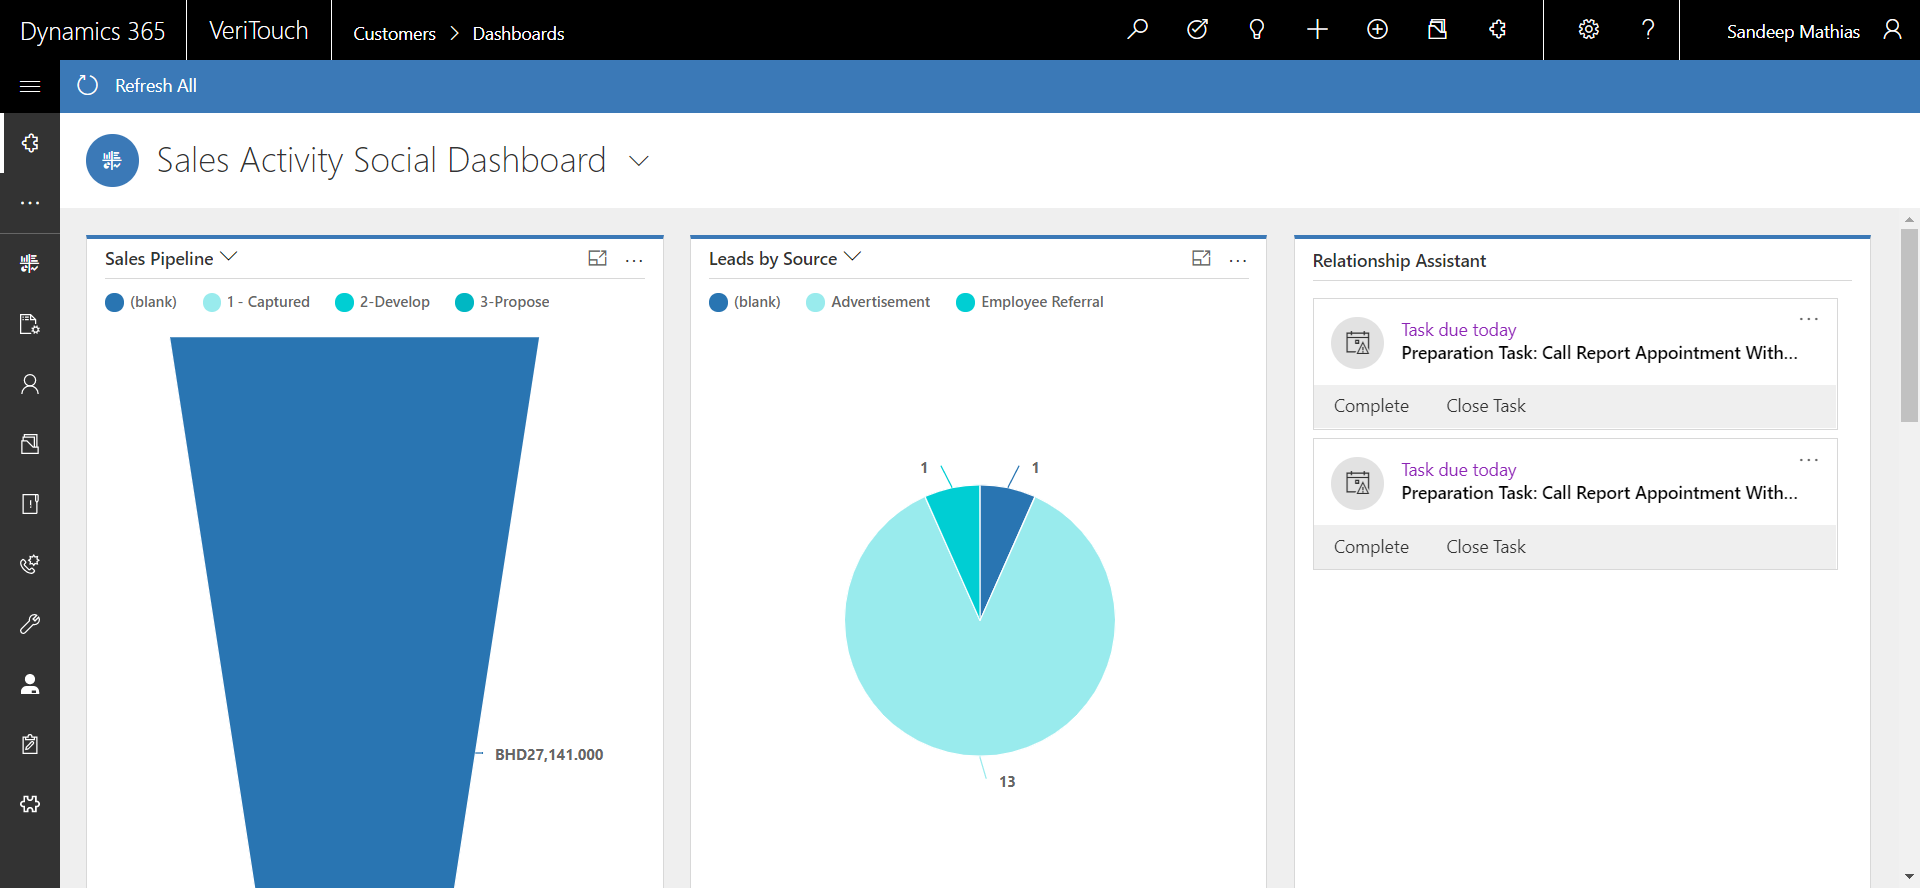 Dynamics 365
VeriTouch
Customers > Dashboards
Sandeep Mathias
Refresh All
Sales Activity Social Dashboard
Sales Pipeline
(blank) 1 - Captured 2-Develop 3-Propose
BHD27,141.000
Leads by Source
(blank) Advertisement Employee Referral
1 1
13
Relationship Assistant
Task due today
Preparation Task: Call Report Appointment With...
Complete Close Task
Task due today
Preparation Task: Call Report Appointment With...
Complete Close Task